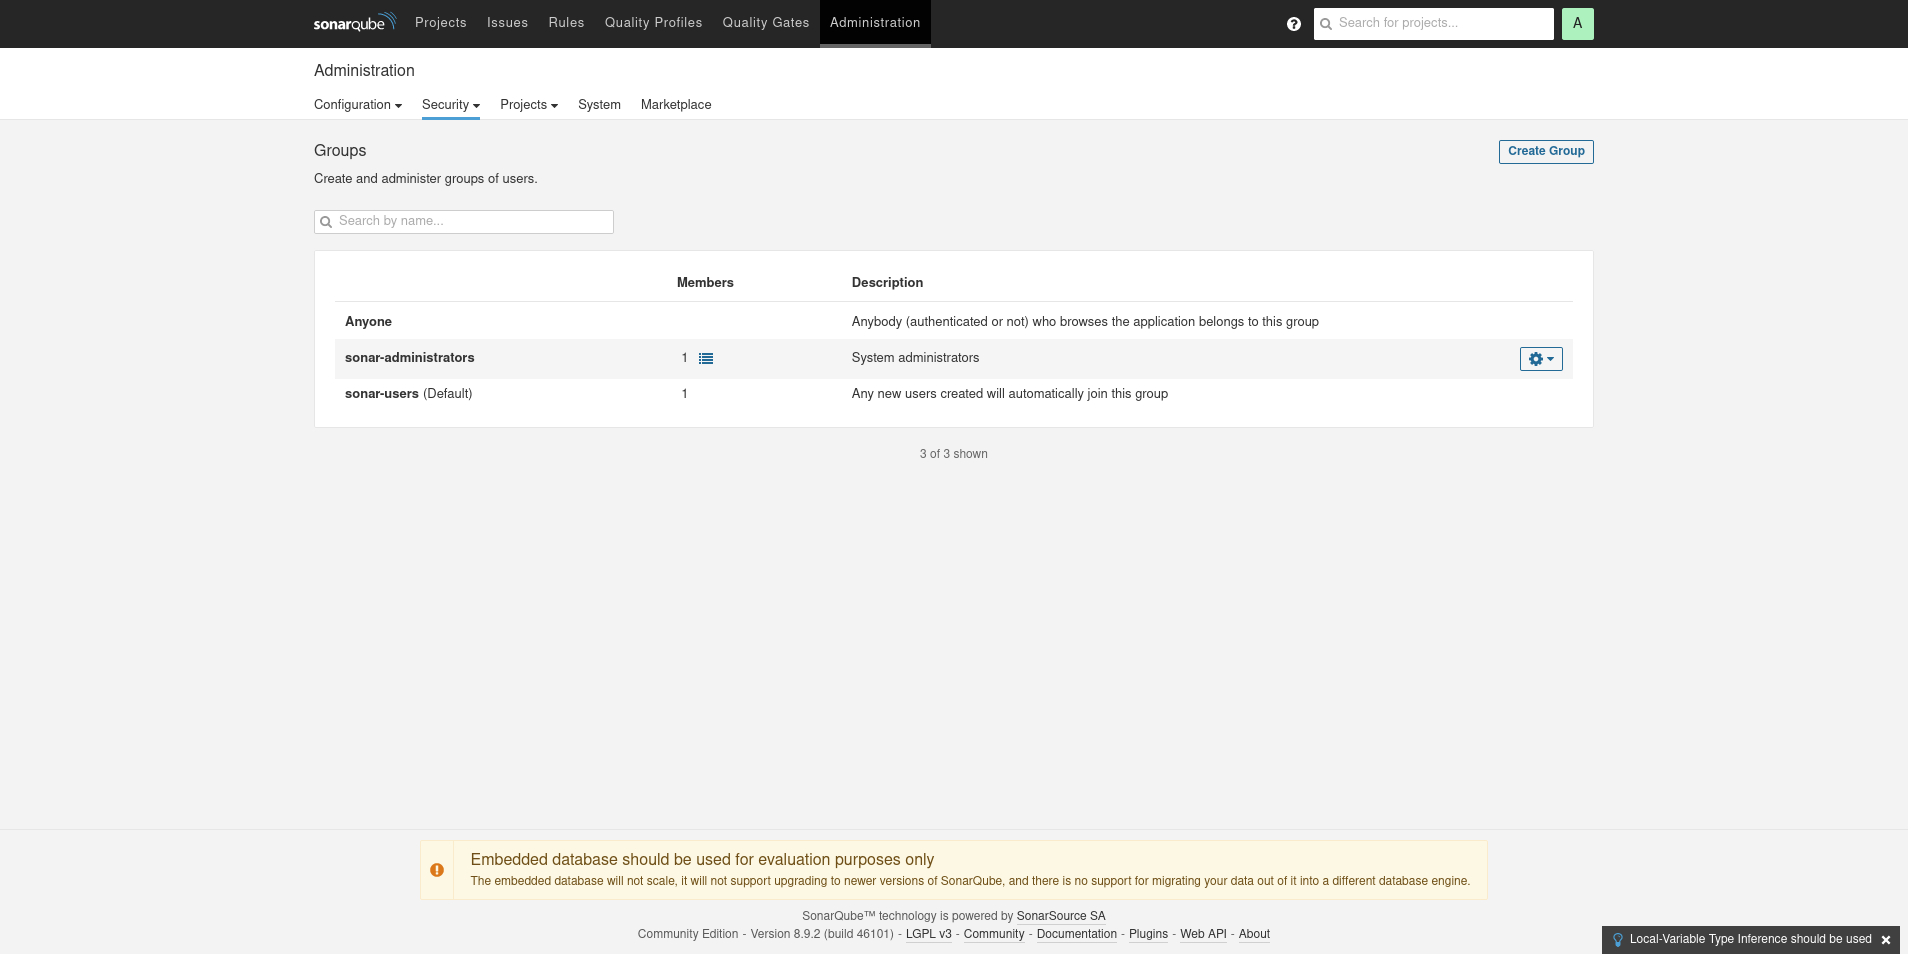 sonarqube Projects Issues Rules Quality Profiles Quality Gates Administration Search for projects... A
Administration
Configuration Security Projects System Marketplace
Groups Create Group
Create and administer groups of users.
Search by name...
Members Description
Anyone Anybody (authenticated or not) who browses the application belongs to this group
sonar-administrators 1 System administrators
sonar-users (Default) 1 Any new users created will automatically join this group
3 of 3 shown
Embedded database should be used for evaluation purposes only
The embedded database will not scale, it will not support upgrading to newer versions of SonarQube, and there is no support for migrating your data out of it into a different database engine.
SonarQube™ technology is powered by SonarSource SA
Community Edition - Version 8.9.2 (build 46101) - LGPL v3 - Community - Documentation - Plugins - Web API - About
Local-Variable Type Inference should be used